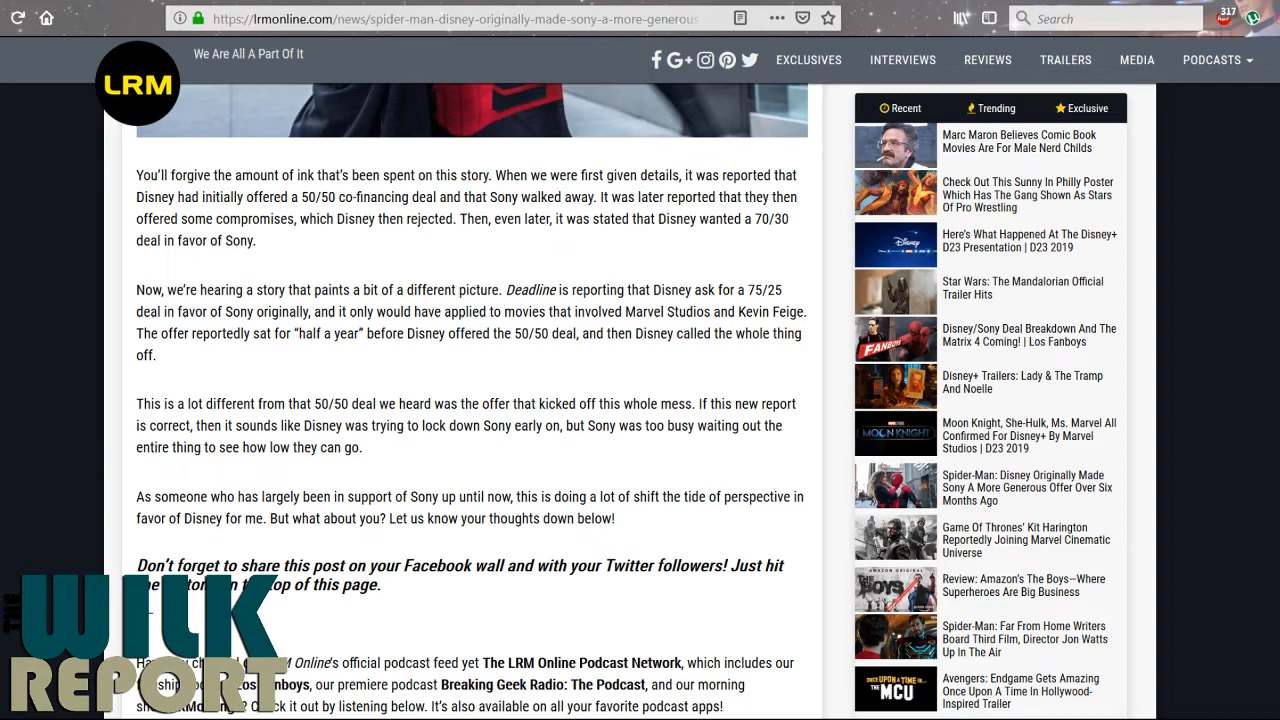 https://lrmonline.com/news/spider-man-disney-originally-made-sony-a-more-generous
Search
317
We Are All A Part Of It
LRM
EXCLUSIVES
INTERVIEWS
REVIEWS
TRAILERS
MEDIA
PODCASTS
You'll forgive the amount of ink that's been spent on this story. When we were first given details, it was reported that
Disney had initially offered a 50/50 co-financing deal and that Sony walked away. It was later reported that they then
offered some compromises, which Disney then rejected. Then, even later, it was stated that Disney wanted a 70/30
deal in favor of Sony.
Now, we're hearing a story that paints a bit of a different picture. Deadline is reporting that Disney ask for a 75/25
deal in favor of Sony originally, and it only would have applied to movies that involved Marvel Studios and Kevin Feige.
The offer reportedly sat for "half a year" before Disney offered the 50/50 deal, and then Disney called the whole thing
off.
This is a lot different from that 50/50 deal we heard was the offer that kicked off this whole mess. If this new report
is correct, then it sounds like Disney was trying to lock down Sony early on, but Sony was too busy waiting out the
entire thing to see how low they can go.
As someone who has largely been in support of Sony up until now, this is doing a lot of shift the tide of perspective in
favor of Disney for me. But what about you? Let us know your thoughts down below!
Don't forget to share this post on your Facebook wall and with your Twitter followers! Just hit
top of this page.
Online's official podcast feed yet The LRM Online Podcast Network, which includes our
, our premiere podcast Breaking Geek Radio: The Podcast, and our morning
it out by listening below. It's also available on all your favorite podcast apps!
THE
WILK
REPORT
Recent
Trending
Exclusive
Marc Maron Believes Comic Book
Movies Are For Male Nerd Childs
Check Out This Sunny In Philly Poster
Which Has The Gang Shown As Stars
Of Pro Wrestling
Disney
Here's What Happened At The Disney+
D23 Presentation | D23 2019
Star Wars: The Mandalorian Official
Trailer Hits
FANBOY
Disney/Sony Deal Breakdown And The
Matrix 4 Coming! | Los Fanboys
Disney+ Trailers: Lady & The Tramp
And Noelle
MOON KNIGHT
Moon Knight, She-Hulk, Ms. Marvel All
Confirmed For Disney+ By Marvel
Studios | D23 2019
Spider-Man: Disney Originally Made
Sony A More Generous Offer Over Six
Months Ago
Game Of Thrones' Kit Harington
Reportedly Joining Marvel Cinematic
Universe
THE BOYS
Review: Amazon's The Boys—Where
Superheroes Are Big Business
Spider-Man: Far From Home Writers
Board Third Film, Director Jon Watts
Up In The Air
ONCE UPON A TIME IN...
THE MCU
Avengers: Endgame Gets Amazing
Once Upon A Time In Hollywood-
Inspired Trailer